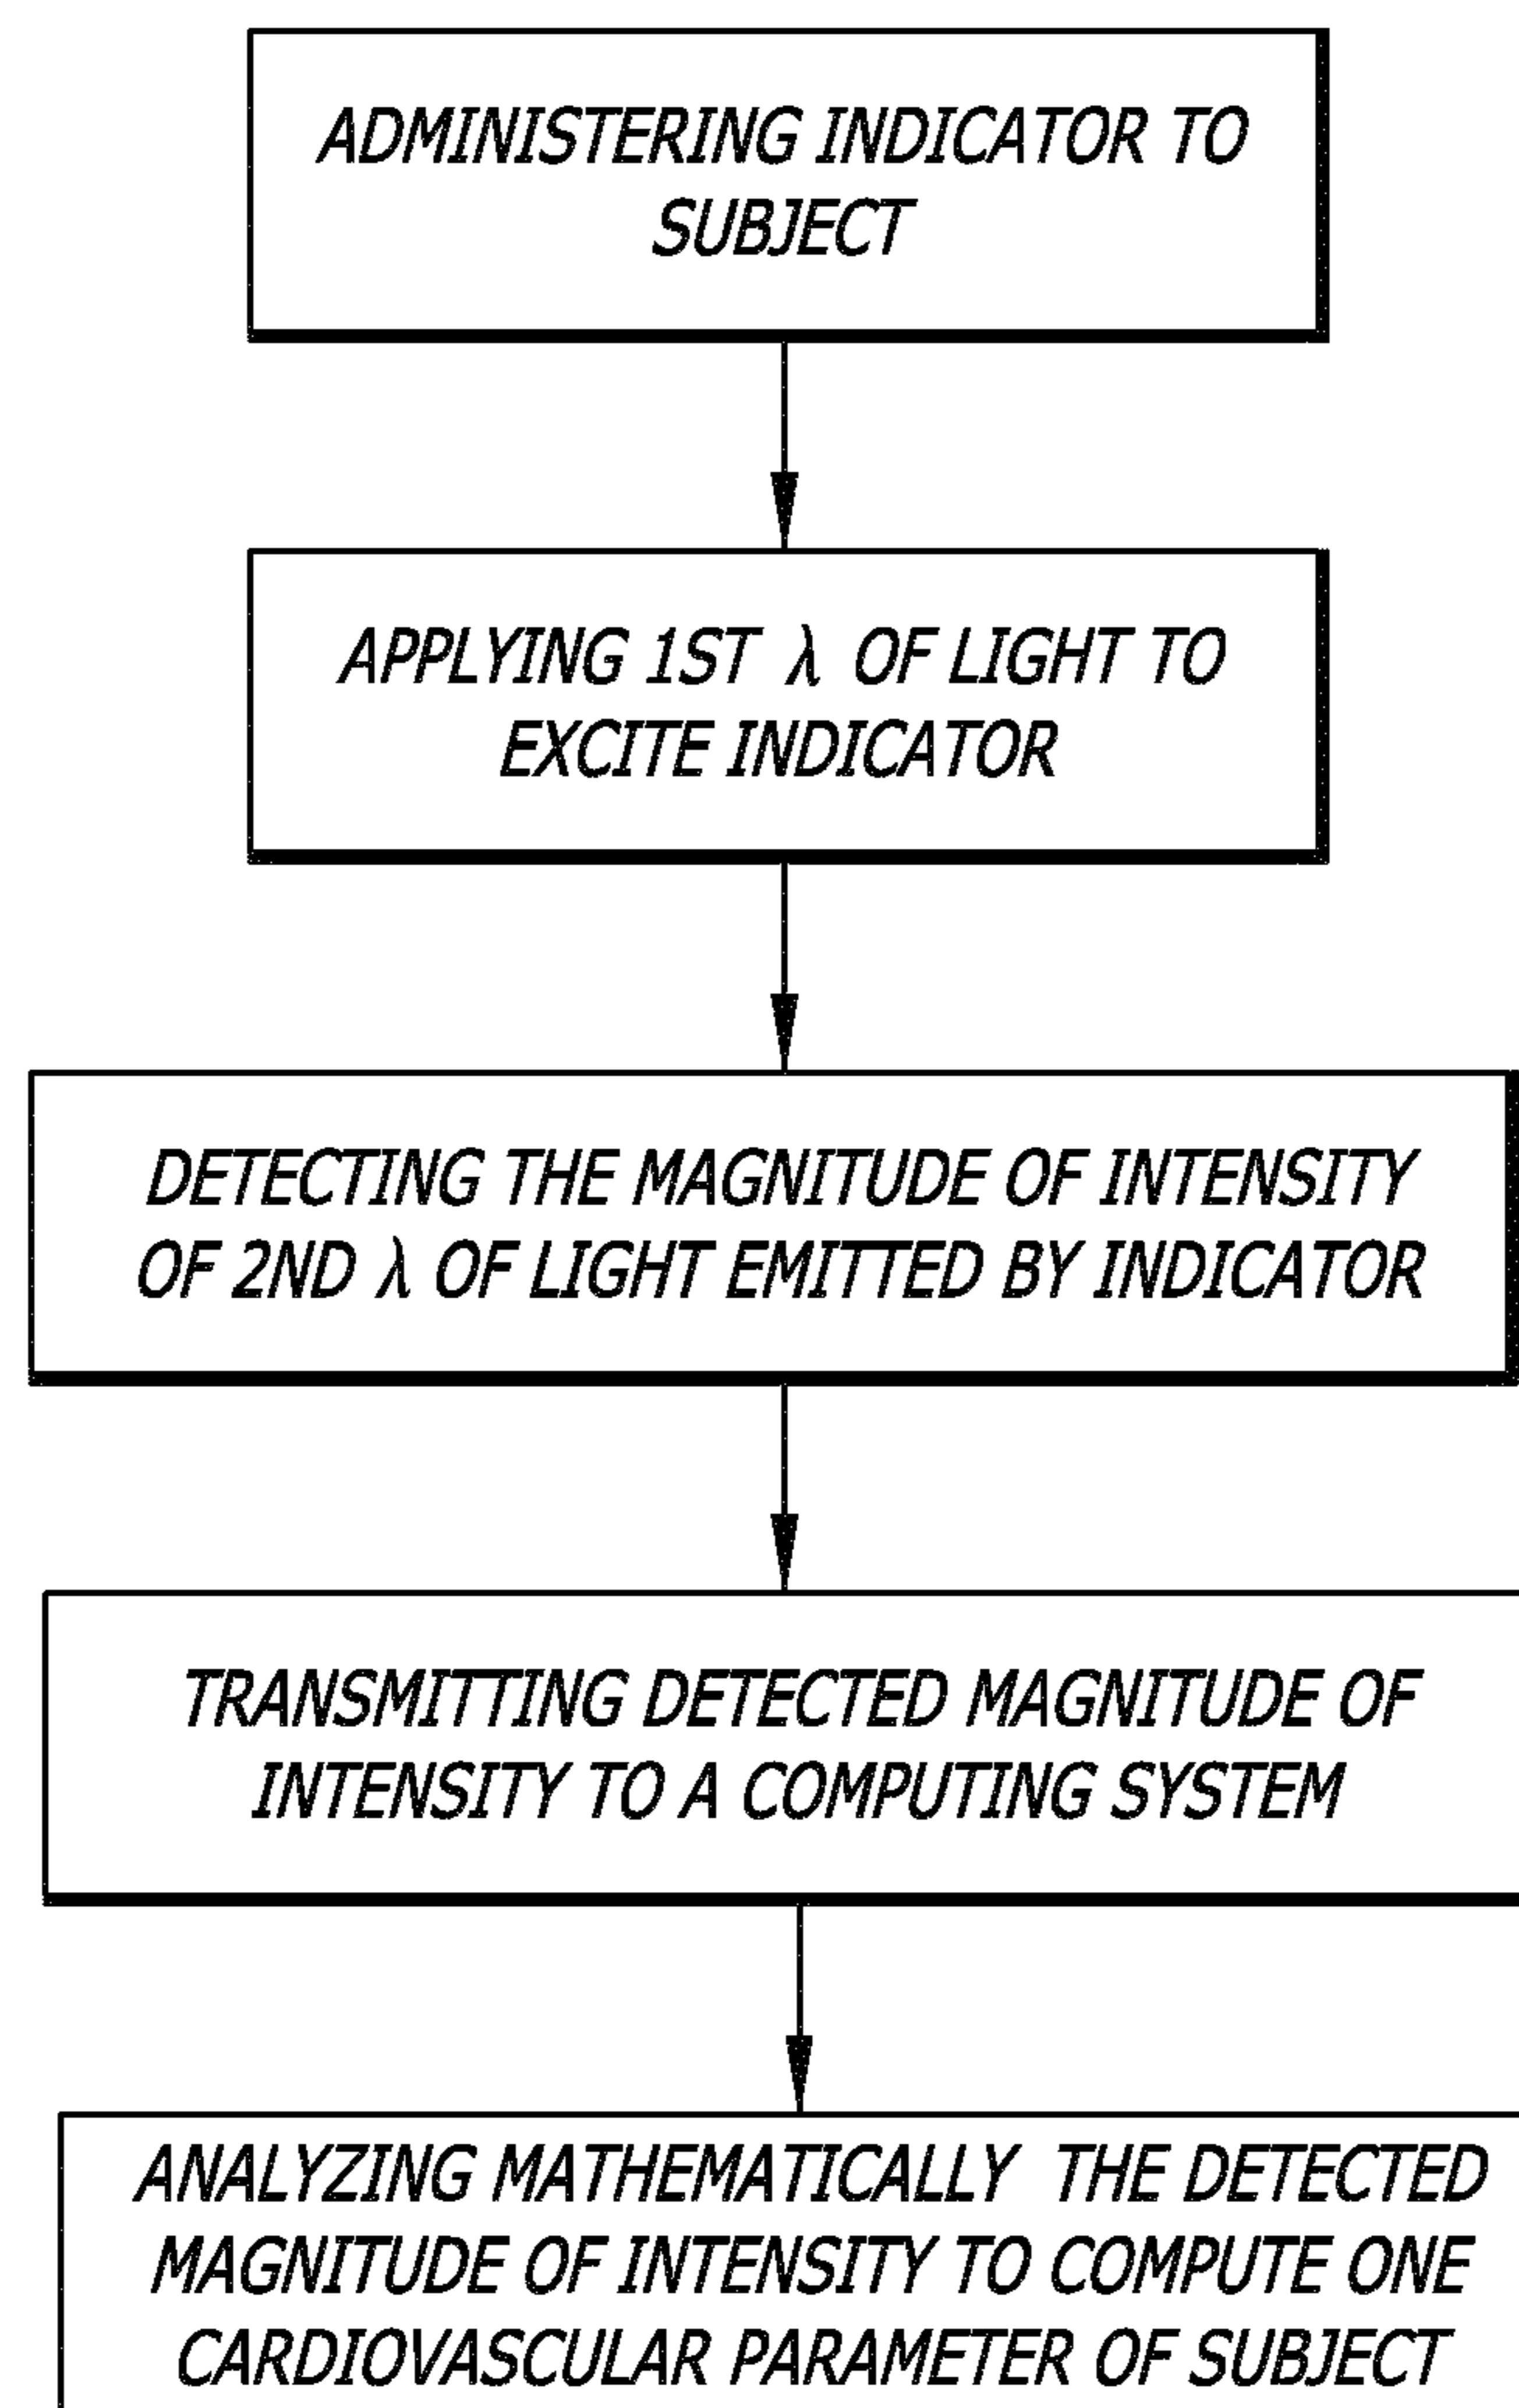 ADMINISTERING INDICATOR TO
SUBJECT
APPLYING 1ST λ OF LIGHT TO
EXCITE INDICATOR
DETECTING THE MAGNITUDE OF INTENSITY
OF 2ND λ OF LIGHT EMITTED BY INDICATOR
TRANSMITTING DETECTED MAGNITUDE OF
INTENSITY TO A COMPUTING SYSTEM
ANALYZING MATHEMATICALLY THE DETECTED
MAGNITUDE OF INTENSITY TO COMPUTE ONE
CARDIOVASCULAR PARAMETER OF SUBJECT